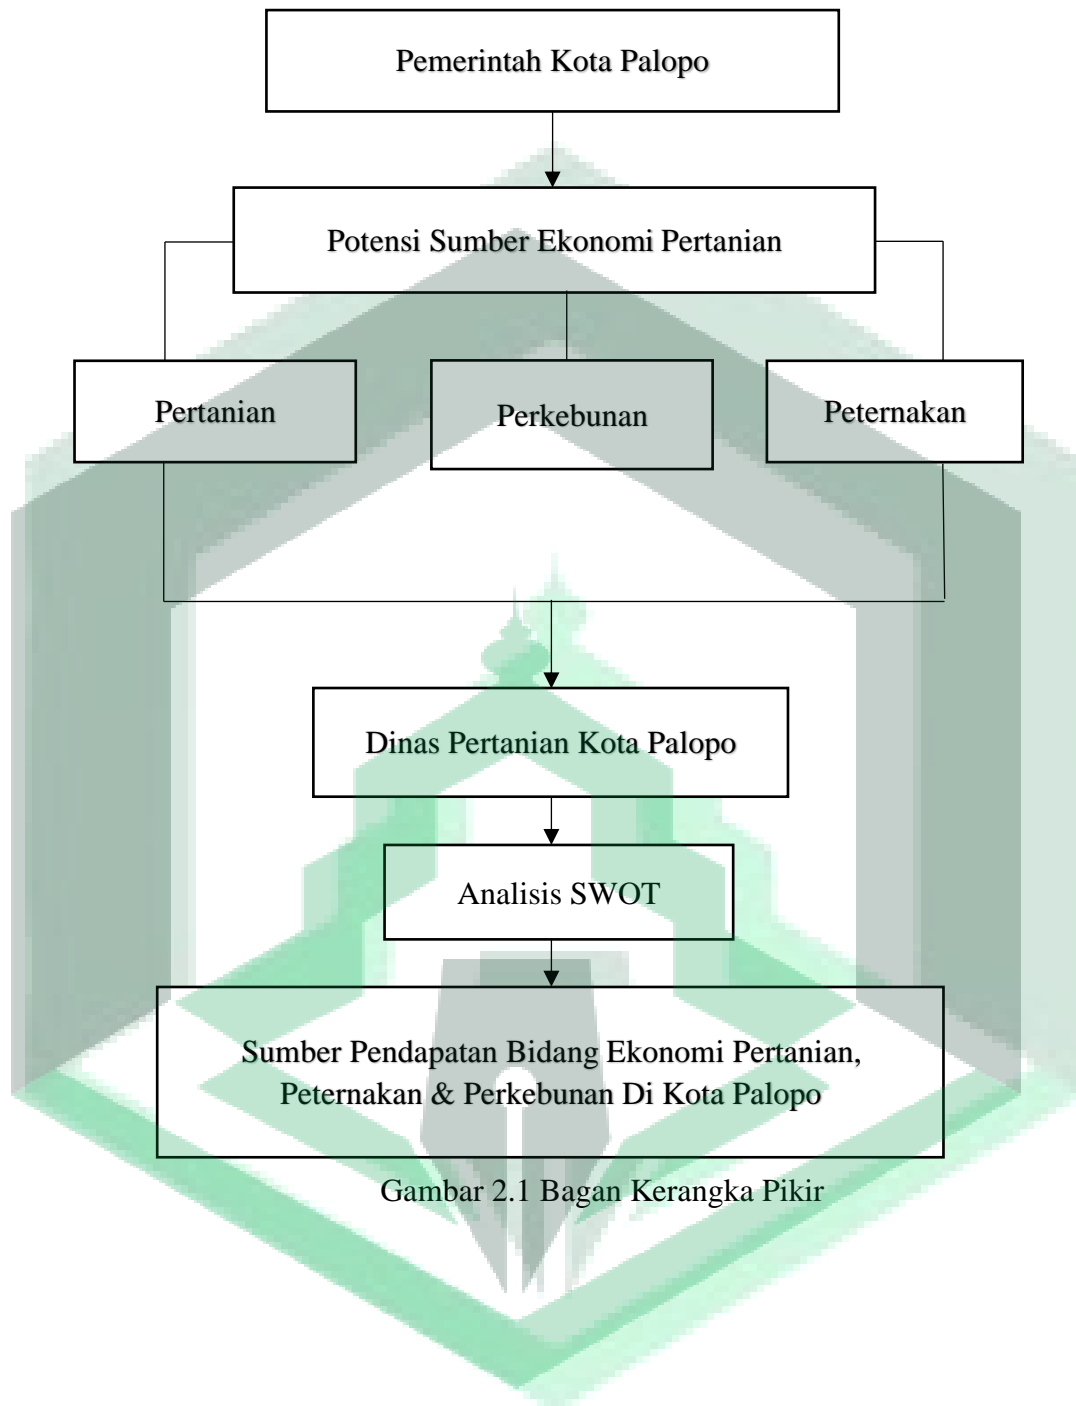 Pemerintah Kota Palopo
Potensi Sumber Ekonomi Pertanian
Pertanian
Perkebunan
Peternakan
Dinas Pertanian Kota Palopo
Analisis SWOT
Sumber Pendapatan Bidang Ekonomi Pertanian,
Peternakan & Perkebunan Di Kota Palopo
Gambar 2.1 Bagan Kerangka Pikir